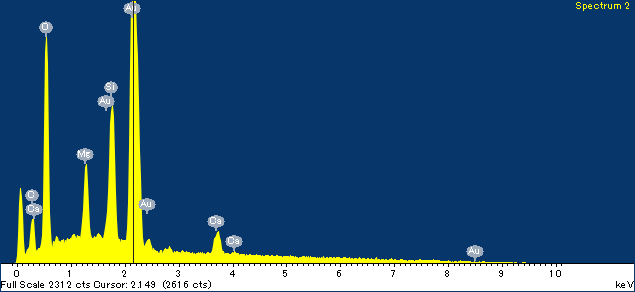 Spectrum 2
Au
O
Si
Au
Mg
C
Ca
Au
Ca
Ca
Au
0 1 2 3 4 5 6 7 8 9 10
Full Scale 2312 cts Cursor: 2.149 (2616 cts) keV